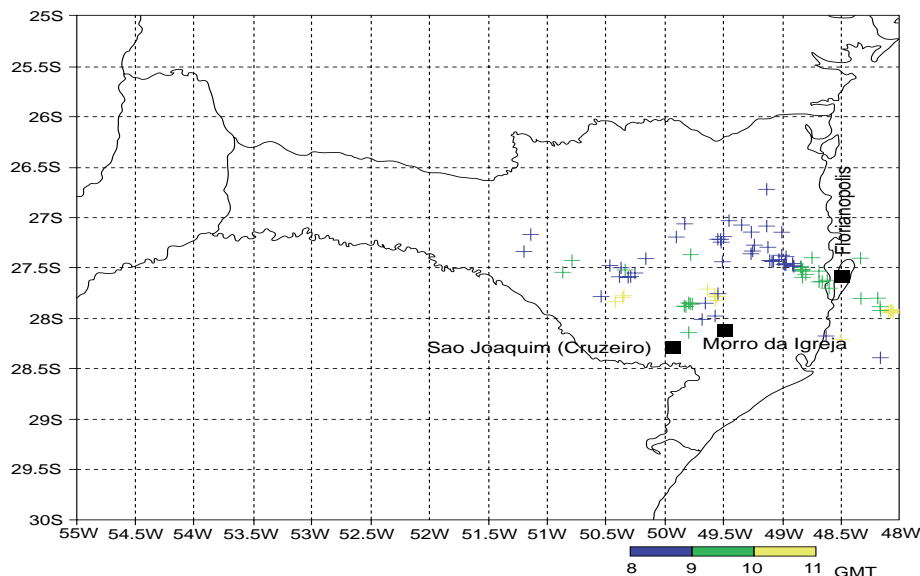 25S
25.5S
26S
26.5S
27S
Florianopolis
27.5S
28S
Sao Joaquim (Cruzeiro)
Morro da Igreja
28.5S
29S
29.5S
30S
55W 54.5W 54W 53.5W 53W 52.5W 52W 51.5W 51W 50.5W 50W 49.5W 49W 48.5W 48W
8 9 10 11 GMT